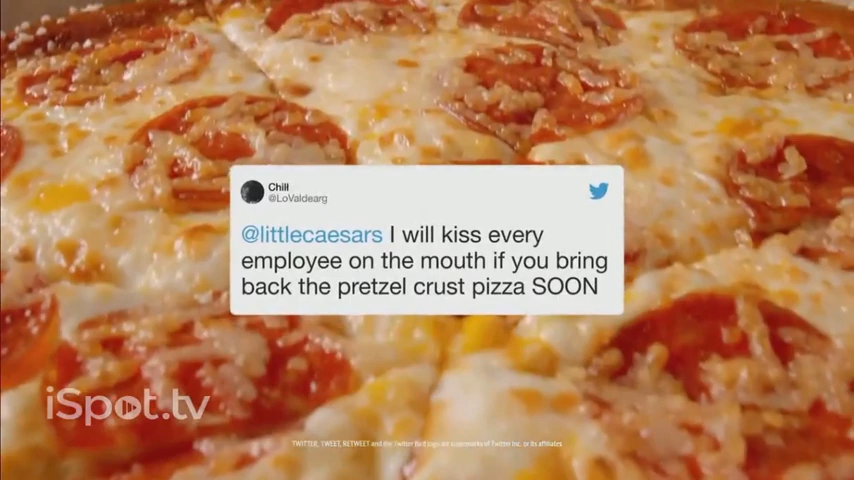 Chill
@LoValdearg
@littlecaesars I will kiss every
employee on the mouth if you bring
back the pretzel crust pizza SOON
iSpot.tv
TWITTER, TWEET, RETWEET and the Twitter Bird logo are trademarks of Twitter Inc. or its affiliates